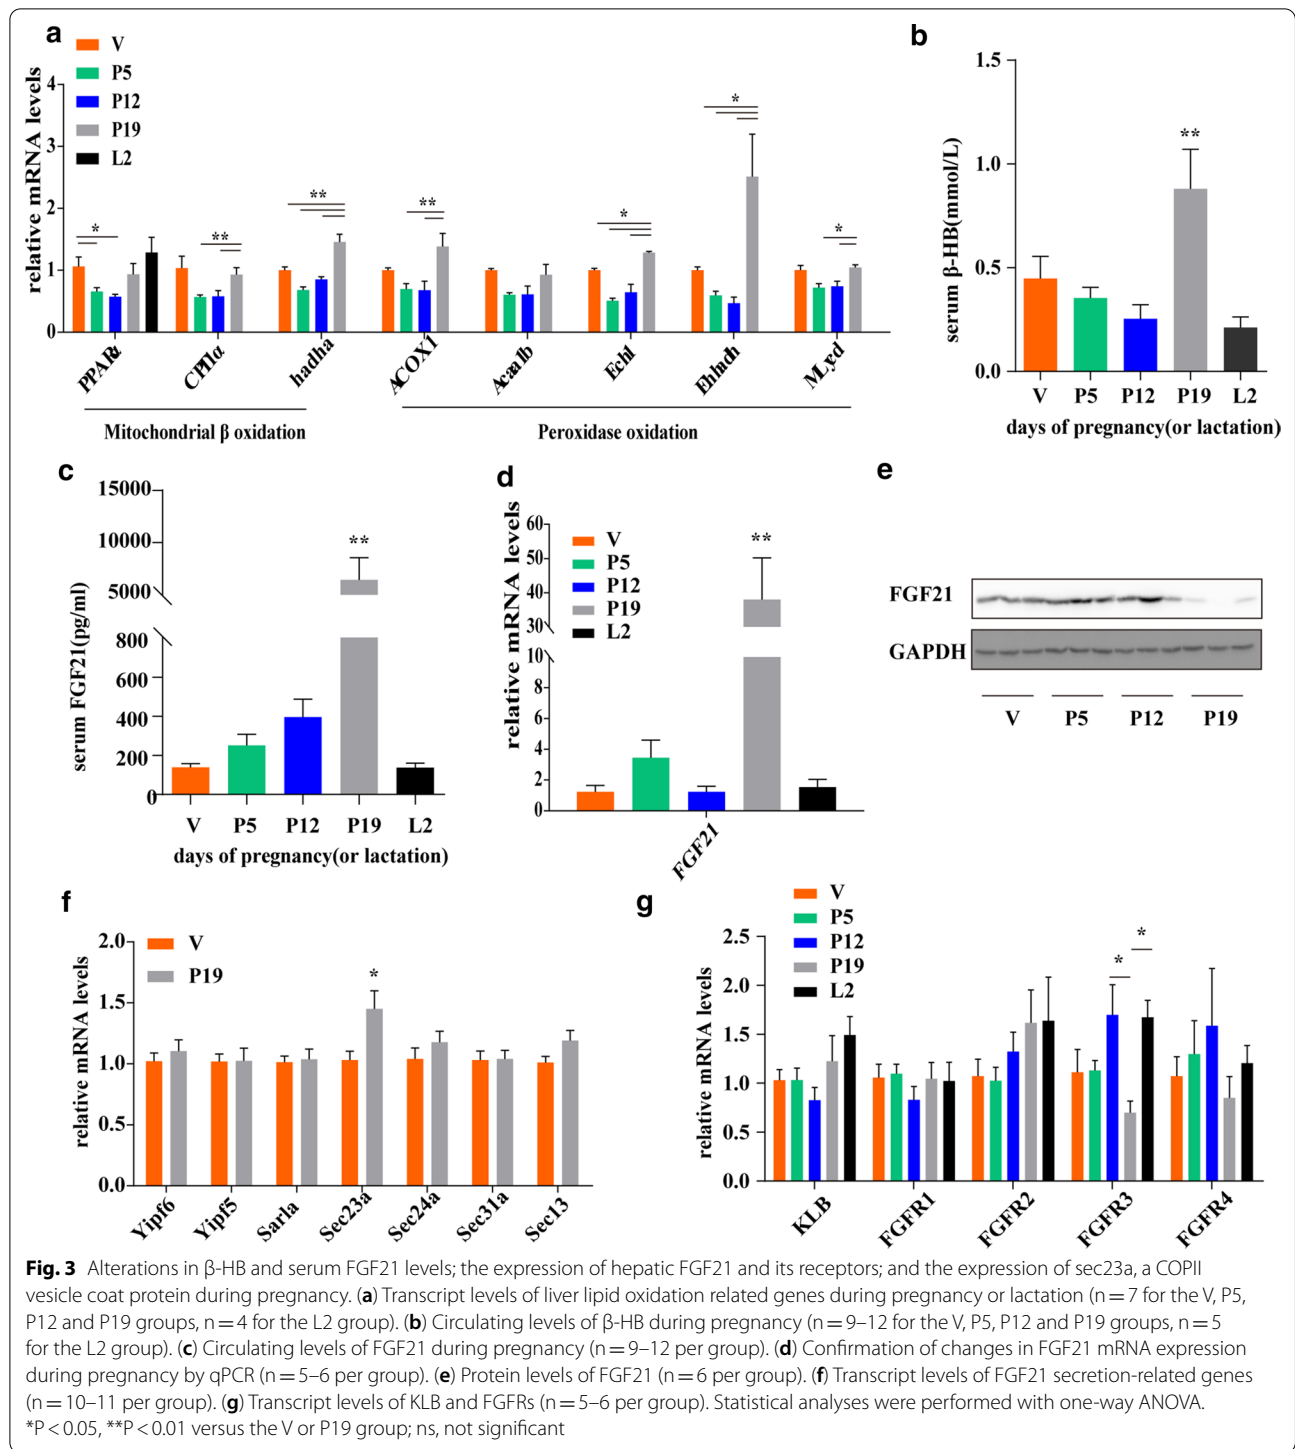 a
V
P5
P12
P19
L2
relative mRNA levels
4
3
2
1
0
*
**
**
**
*
*
*
PPARα
CPT1α
hadha
ACOX1
Acaa1b
Ech1
Ehhadh
MLycd
Mitochondrial β oxidation
Peroxidase oxidation
b
serum β-HB(mmol/L)
1.5
1.0
0.5
0.0
**
V P5 P12 P19 L2
days of pregnancy(or lactation)
c
serum FGF21(pg/ml)
15000
10000
5000
800
600
400
200
0
**
V P5 P12 P19 L2
days of pregnancy(or lactation)
d
relative mRNA levels
60
50
40
30
10
8
6
4
2
0
V
P5
P12
P19
L2
**
FGF21
e
FGF21
GAPDH
V P5 P12 P19
f
relative mRNA levels
2.0
1.5
1.0
0.5
0.0
V
P19
*
Yipf6
Yipf5
Sar1a
Sec23a
Sec24a
Sec31a
Sec13
g
relative mRNA levels
2.5
2.0
1.5
1.0
0.5
0.0
V
P5
P12
P19
L2
*
*
KLB
FGFR1
FGFR2
FGFR3
FGFR4
Fig. 3 Alterations in β-HB and serum FGF21 levels; the expression of hepatic FGF21 and its receptors; and the expression of sec23a, a COPII
vesicle coat protein during pregnancy. (a) Transcript levels of liver lipid oxidation related genes during pregnancy or lactation (n = 7 for the V, P5,
P12 and P19 groups, n = 4 for the L2 group). (b) Circulating levels of β-HB during pregnancy (n = 9–12 for the V, P5, P12 and P19 groups, n = 5
for the L2 group). (c) Circulating levels of FGF21 during pregnancy (n = 9–12 per group). (d) Confirmation of changes in FGF21 mRNA expression
during pregnancy by qPCR (n = 5–6 per group). (e) Protein levels of FGF21 (n = 6 per group). (f) Transcript levels of FGF21 secretion-related genes
(n = 10–11 per group). (g) Transcript levels of KLB and FGFRs (n = 5–6 per group). Statistical analyses were performed with one-way ANOVA.
*P < 0.05, **P < 0.01 versus the V or P19 group; ns, not significant